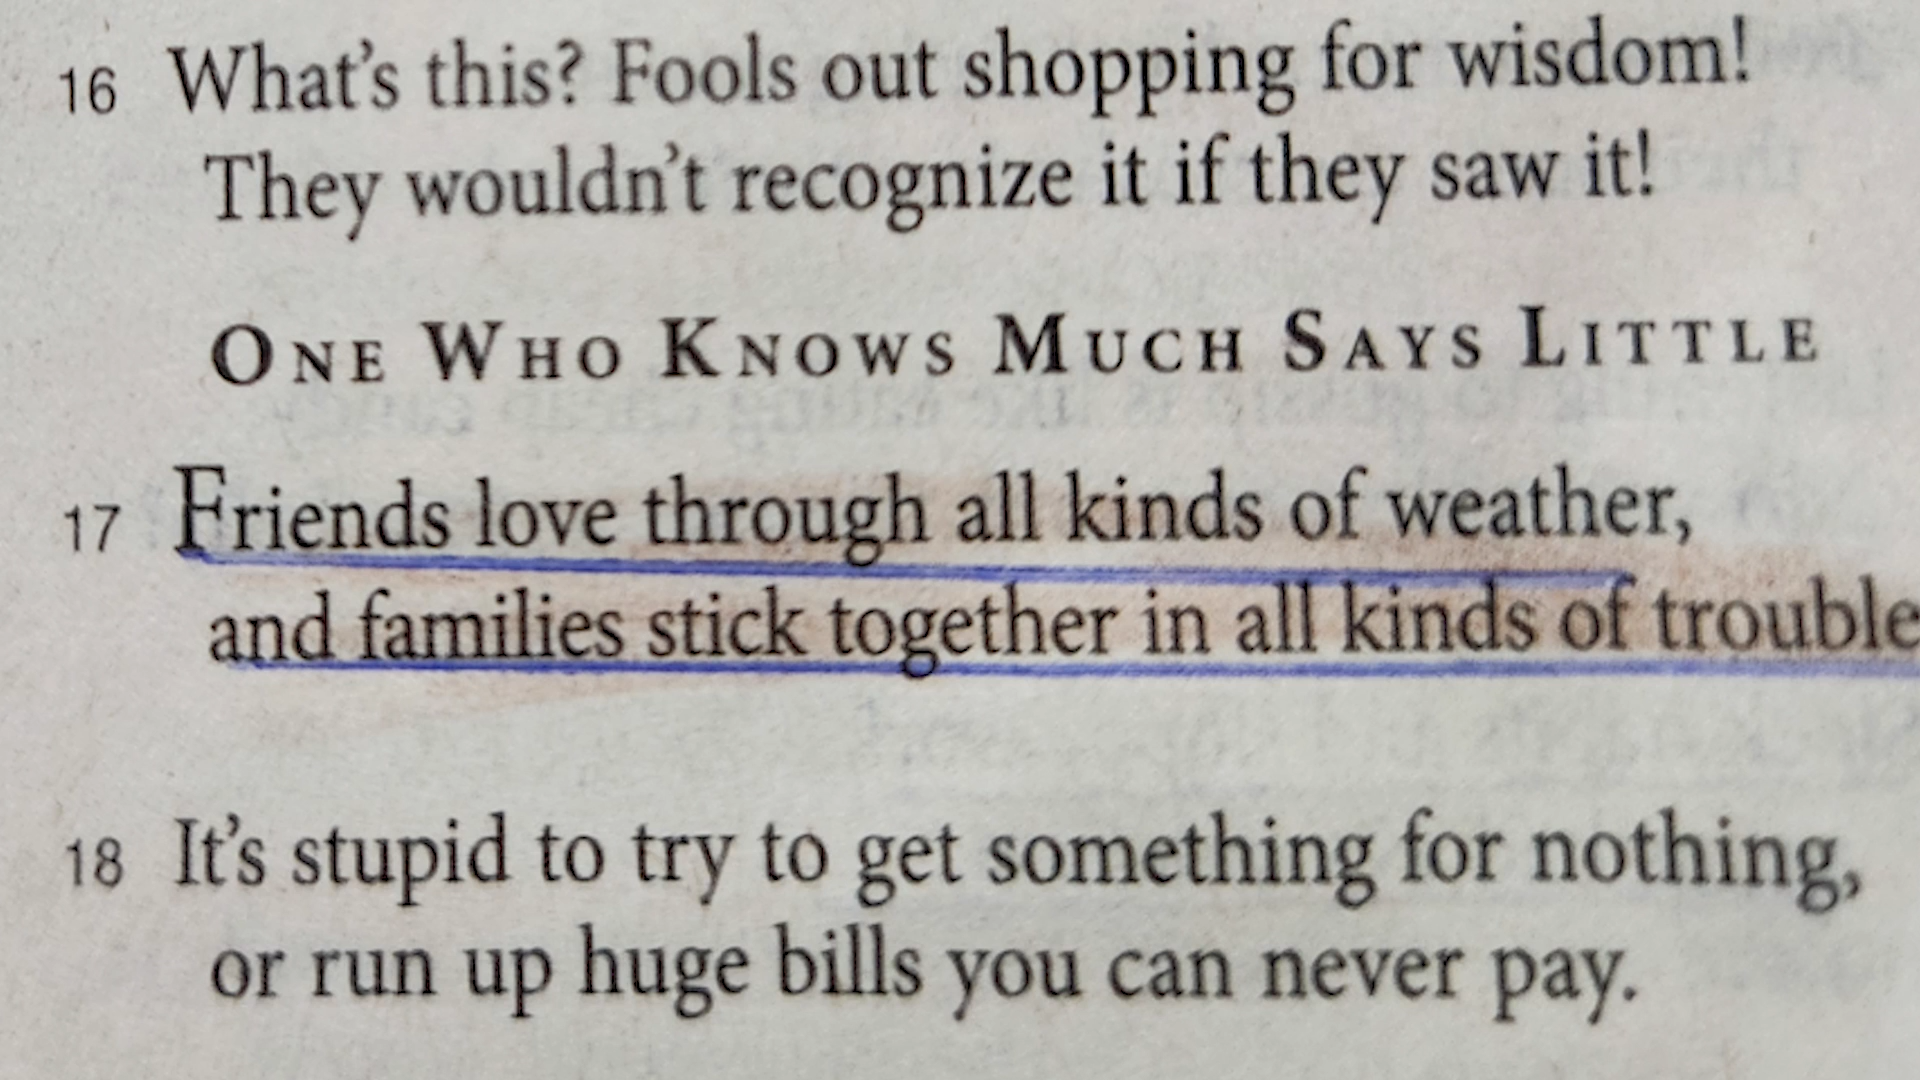 16 What's this? Fools out shopping for wisdom!
They wouldn't recognize it if they saw it!
ONE WHO KNOWS MUCH SAYS LITTLE
17 Friends love through all kinds of weather,
and families stick together in all kinds of trouble
18 It's stupid to try to get something for nothing,
or run up huge bills you can never pay.